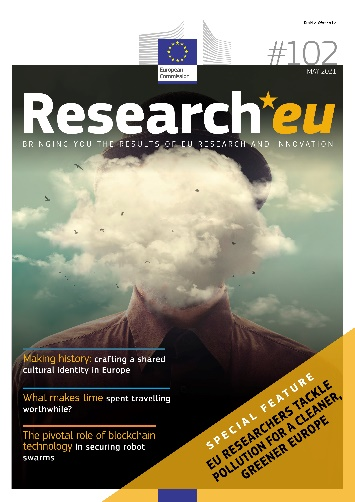 #102
MAY 2021
European
Commission
Research*eu
BRINGING YOU THE RESULTS OF EU RESEARCH AND INNOVATION
Making history: crafting a shared
cultural identity in Europe
What makes time spent travelling
worthwhile?
The pivotal role of blockchain
technology in securing robot
swarms
SPECIAL FEATURE
EU RESEARCHERS TACKLE
POLLUTION FOR A CLEANER,
GREENER EUROPE